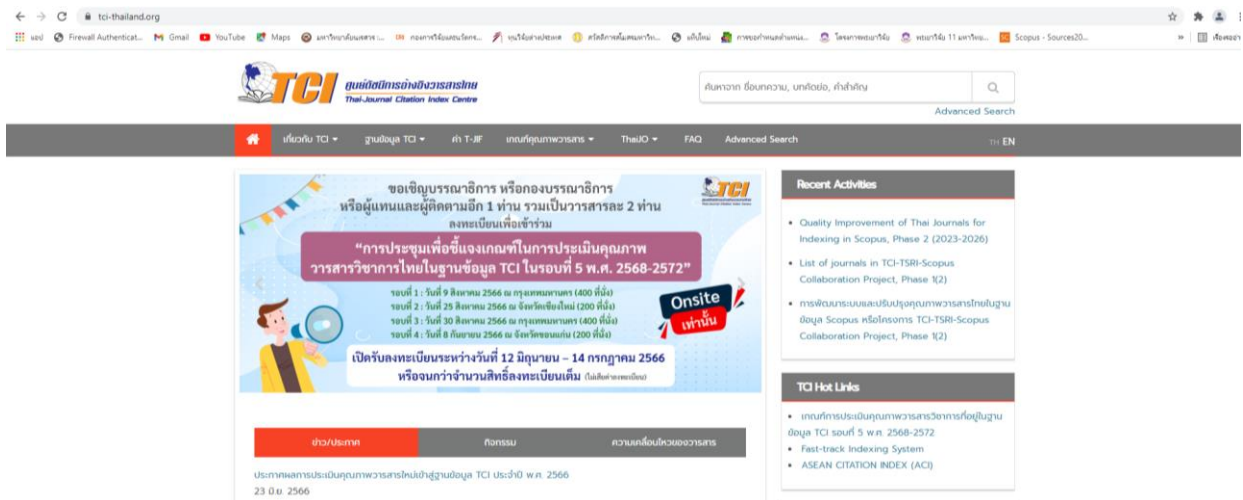 tci-thailand.org
Firewall Authenticat... Gmail YouTube Maps Scopus - Sources20...
TCI ศูนย์ดัชนีการอ้างอิงวารสารไทย
Thai-Journal Citation Index Centre
ค้นหาจาก ชื่อบทความ, บทคัดย่อ, คำสำคัญ
Advanced Search
เกี่ยวกับ TCI ฐานข้อมูล TCI ค่า T-JIF เกณฑ์คุณภาพวารสาร ThaiJO FAQ Advanced Search TH EN
ขอเชิญบรรณาธิการ หรือกองบรรณาธิการ
หรือผู้แทนและผู้ติดตามอีก 1 ท่าน รวมเป็นวารสารละ 2 ท่าน
ลงทะเบียนเพื่อเข้าร่วม
TCI
“การประชุมเพื่อชี้แจงเกณฑ์ในการประเมินคุณภาพ
วารสารวิชาการไทยในฐานข้อมูล TCI ในรอบที่ 5 พ.ศ. 2568-2572”
รอบที่ 1 : วันที่ 9 สิงหาคม 2566 ณ กรุงเทพมหานคร (400 ที่นั่ง)
รอบที่ 2 : วันที่ 25 สิงหาคม 2566 ณ จังหวัดเชียงใหม่ (200 ที่นั่ง)
รอบที่ 3 : วันที่ 30 สิงหาคม 2566 ณ กรุงเทพมหานคร (400 ที่นั่ง)
รอบที่ 4 : วันที่ 8 กันยายน 2566 ณ จังหวัดขอนแก่น (200 ที่นั่ง)
Onsite
เท่านั้น
เปิดรับลงทะเบียนระหว่างวันที่ 12 มิถุนายน – 14 กรกฎาคม 2566
หรือจนกว่าจำนวนสิทธิ์ลงทะเบียนเต็ม (ไม่เสียค่าลงทะเบียน)
ข่าว/ประกาศ กิจกรรม ความเคลื่อนไหวของวารสาร
ประกาศผลการประเมินคุณภาพวารสารใหม่เข้าสู่ฐานข้อมูล TCI ประจำปี พ.ศ. 2566
23 มิ.ย. 2566
Recent Activities
Quality Improvement of Thai Journals for
Indexing in Scopus, Phase 2 (2023-2026)
List of journals in TCI-TSRI-Scopus
Collaboration Project, Phase 1(2)
การพัฒนาระบบและปรับปรุงคุณภาพวารสารไทยในฐาน
ข้อมูล Scopus หรือโครงการ TCI-TSRI-Scopus
Collaboration Project, Phase 1(2)
TCI Hot Links
เกณฑ์การประเมินคุณภาพวารสารวิชาการที่อยู่ในฐาน
ข้อมูล TCI รอบที่ 5 พ.ศ. 2568-2572
Fast-track Indexing System
ASEAN CITATION INDEX (ACI)